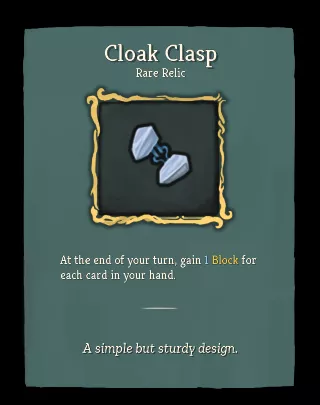 Cloak Clasp
Rare Relic
At the end of your turn, gain 1 Block for
each card in your hand.
A simple but sturdy design.